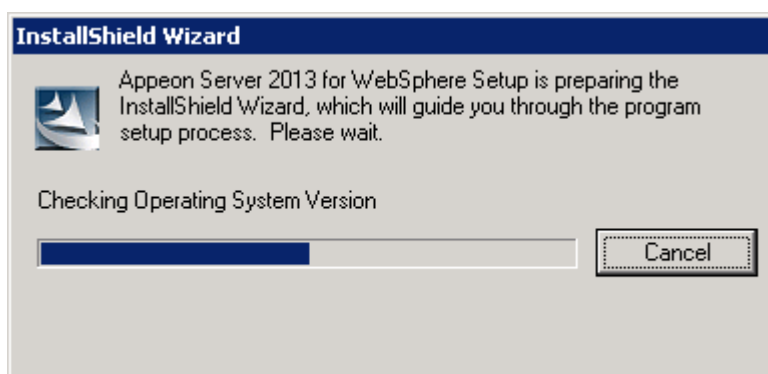 InstallShield Wizard
Appeon Server 2013 for WebSphere Setup is preparing the
InstallShield Wizard, which will guide you through the program
setup process.  Please wait.
Checking Operating System Version
Cancel